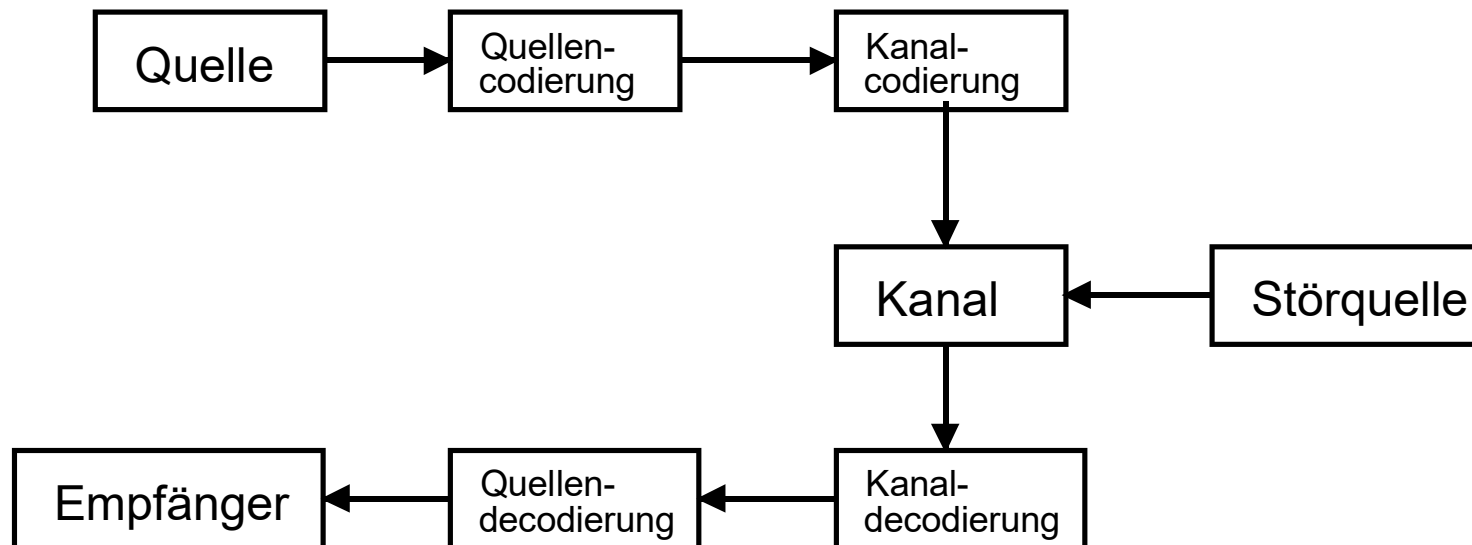 Quelle
Quellen-
codierung
Kanal-
codierung
Kanal
Störquelle
Empfänger
Quellen-
decodierung
Kanal-
decodierung